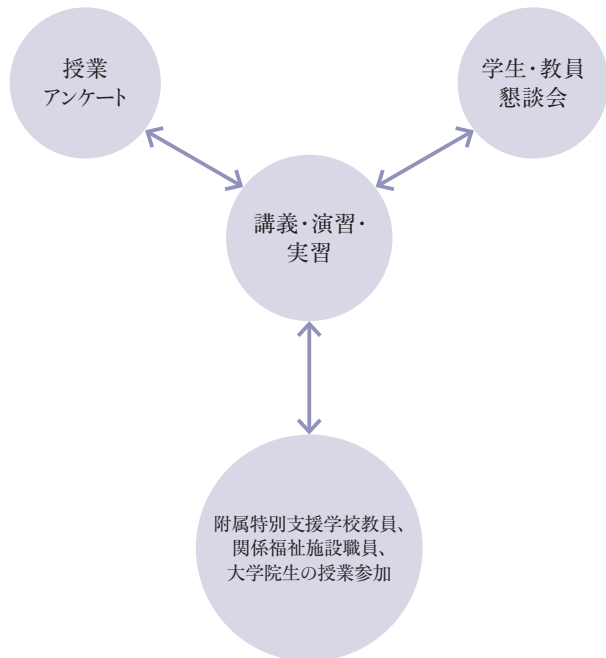 授業
アンケート
学生・教員
懇談会
講義・演習・
実習
附属特別支援学校教員、
関係福祉施設職員、
大学院生の授業参加